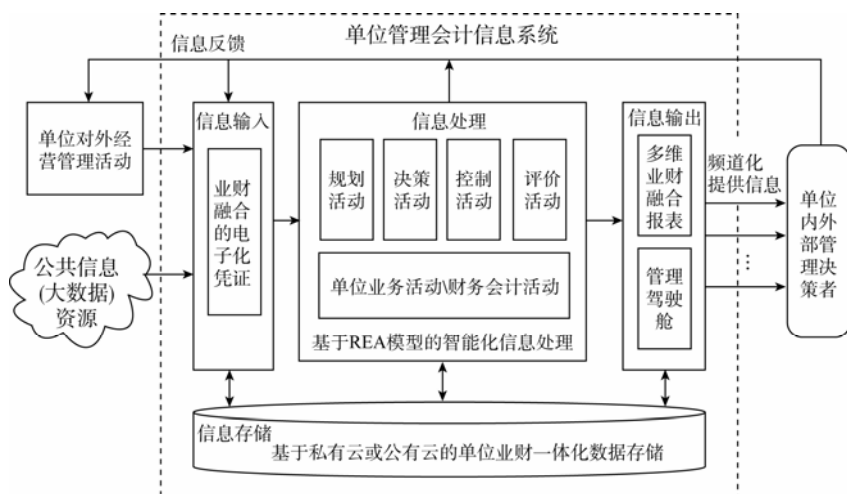 单位管理会计信息系统
信息反馈
单位对外经
营管理活动
公共信息
(大数据)
资源
信息输入
业财
融合
的电
子化
凭证
信息处理
规划
活动
决策
活动
控制
活动
评价
活动
单位业务活动\财务会计活动
基于REA模型的智能化信息处理
信息输出
多维
业财
融合
报表
管理
驾驶
舱
频道化
提供信息
⋮
单位
内外
部管
理决
策者
信息存储
基于私有云或公有云的单位业财一体化数据存储